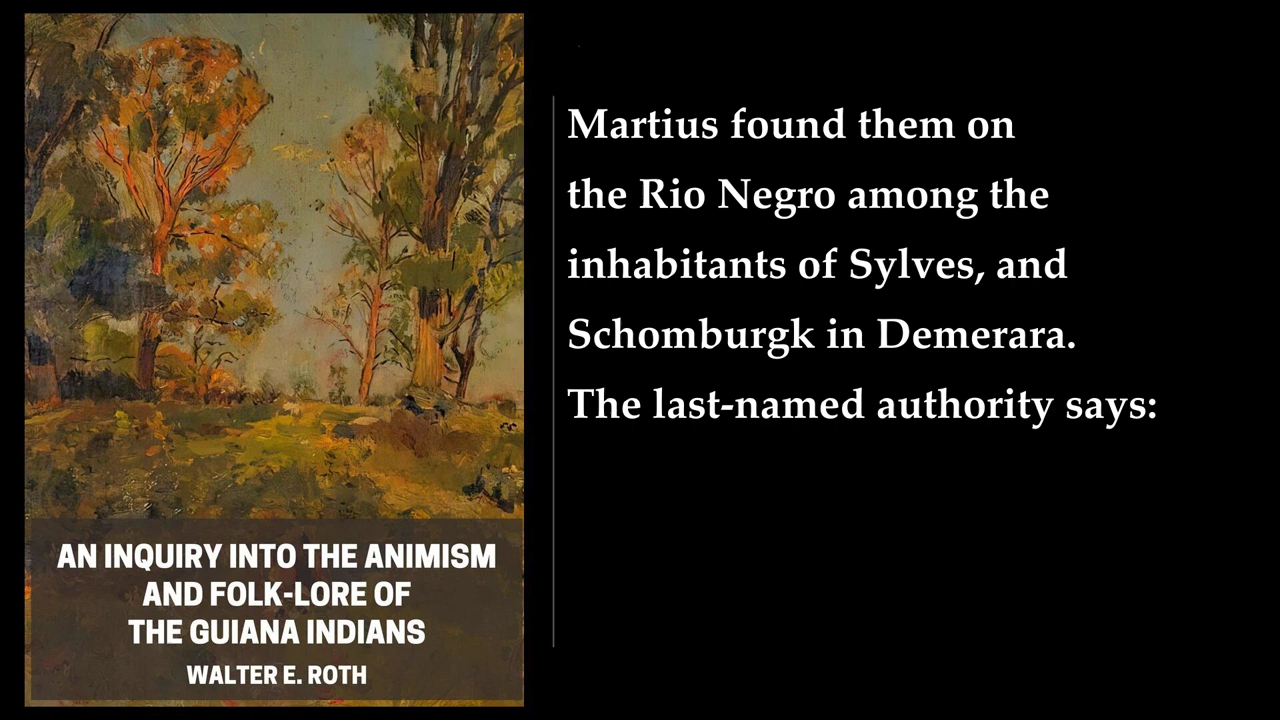 Martius found them on
the Rio Negro among the
inhabitants of Sylves, and
Schomburgk in Demerara.
The last-named authority says:
AN INQUIRY INTO THE ANIMISM
AND FOLK-LORE OF
THE GUIANA INDIANS
WALTER E. ROTH